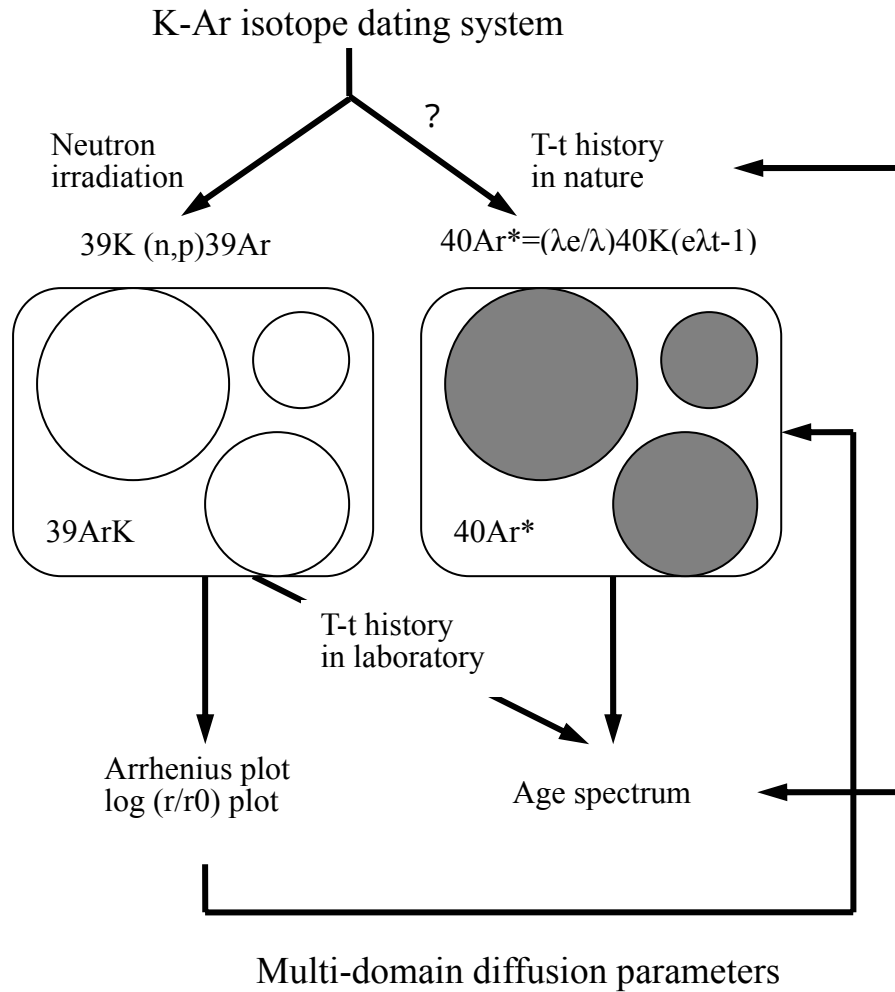 K-Ar isotope dating system
?
Neutron
irradiation
T-t history
in nature
39K (n,p)39Ar
40Ar*=(λe/λ)40K(eλt-1)
39ArK
40Ar*
T-t history
in laboratory
Arrhenius plot
log (r/r0) plot
Age spectrum
Multi-domain diffusion parameters